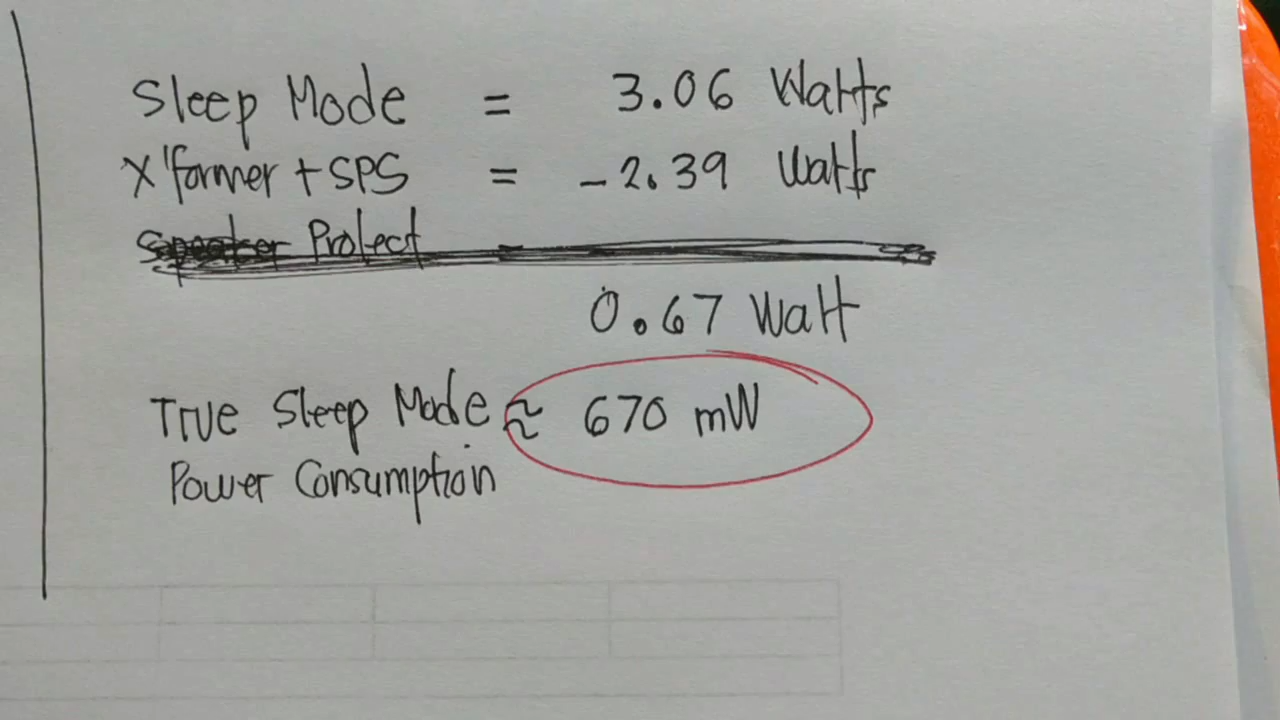 Sleep Mode = 3.06 Watts
X'former + SPS = -2.39 Watts
Speaker Protect =
0.67 Watt
True Sleep Mode ≈ 670 mW
Power Consumption